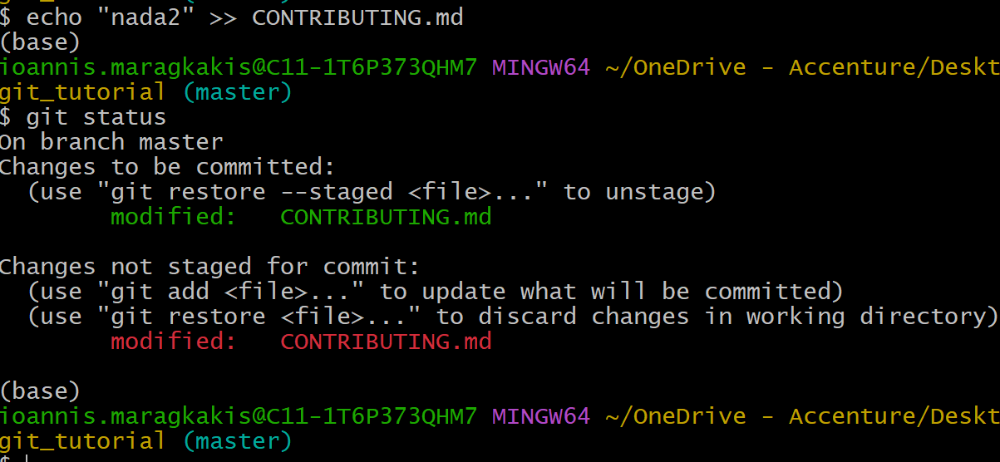 $ echo "nada2" >> CONTRIBUTING.md
(base)
ioannis.maragkakis@C11-1T6P373QHM7 MINGW64 ~/OneDrive - Accenture/Deskt
git_tutorial (master)
$ git status
On branch master
Changes to be committed:
  (use "git restore --staged <file>..." to unstage)
        modified:   CONTRIBUTING.md

Changes not staged for commit:
  (use "git add <file>..." to update what will be committed)
  (use "git restore <file>..." to discard changes in working directory)
        modified:   CONTRIBUTING.md

(base)
ioannis.maragkakis@C11-1T6P373QHM7 MINGW64 ~/OneDrive - Accenture/Deskt
git_tutorial (master)
$